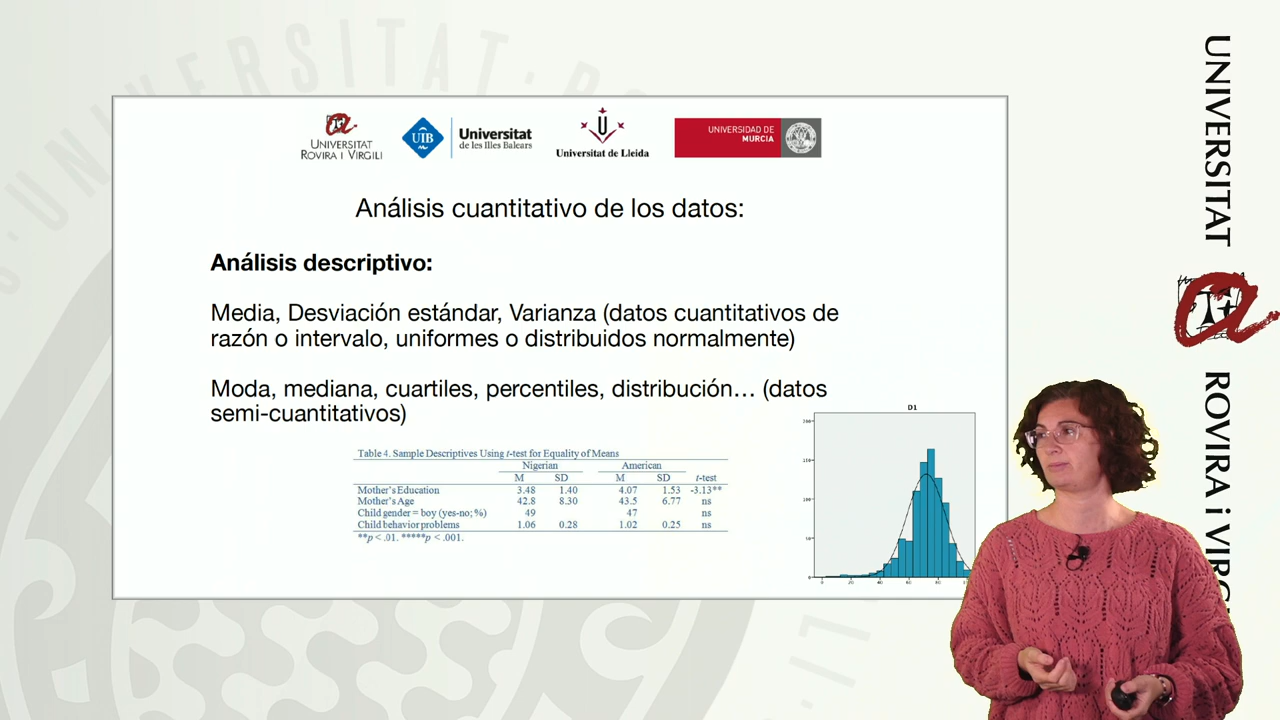 UNIVERSITAT
ROVIRA I VIRGILI
UIB
Universitat
de les Illes Balears
Universitat de Lleida
UNIVERSIDAD DE
MURCIA
Análisis cuantitativo de los datos:
Análisis descriptivo:
Media, Desviación estándar, Varianza (datos cuantitativos de
razón o intervalo, uniformes o distribuidos normalmente)
Moda, mediana, cuartiles, percentiles, distribución… (datos
semi-cuantitativos)
Table 4. Sample Descriptives Using t-test for Equality of Means
Nigerian American
M SD M SD t-test
Mother's Education 3.48 1.40 4.07 1.53 -3.13**
Mother's Age 42.8 8.30 43.5 6.77 ns
Child gender = boy (yes-no; %) 49 47 ns
Child behavior problems 1.06 0.28 1.02 0.25 ns
**p < .01. *****p < .001.
D1
UNIVERSITAT
ROVIRA i VIRG